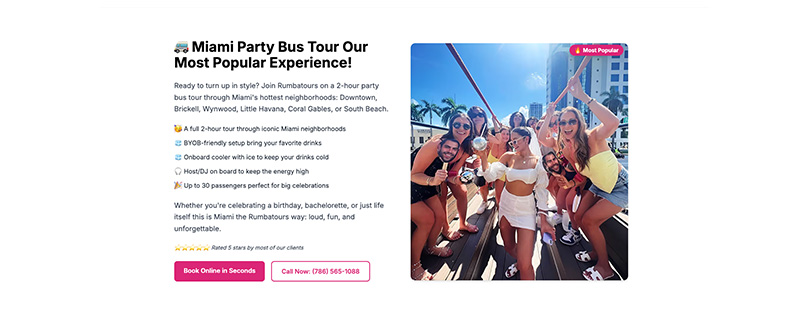 🚌 Miami Party Bus Tour Our
Most Popular Experience!
Ready to turn up in style? Join Rumbatours on a 2-hour party
bus tour through Miami's hottest neighborhoods: Downtown,
Brickell, Wynwood, Little Havana, Coral Gables, or South Beach.
🥳 A full 2-hour tour through iconic Miami neighborhoods
🧊 BYOB-friendly setup bring your favorite drinks
🧊 Onboard cooler with ice to keep your drinks cold
🎧 Host/DJ on board to keep the energy high
🎉 Up to 30 passengers perfect for big celebrations
Whether you're celebrating a birthday, bachelorette, or just life
itself this is Miami the Rumbatours way: loud, fun, and
unforgettable.
⭐⭐⭐⭐⭐ Rated 5 stars by most of our clients
Book Online in Seconds
Call Now: (786) 565-1088
🔥 Most Popular